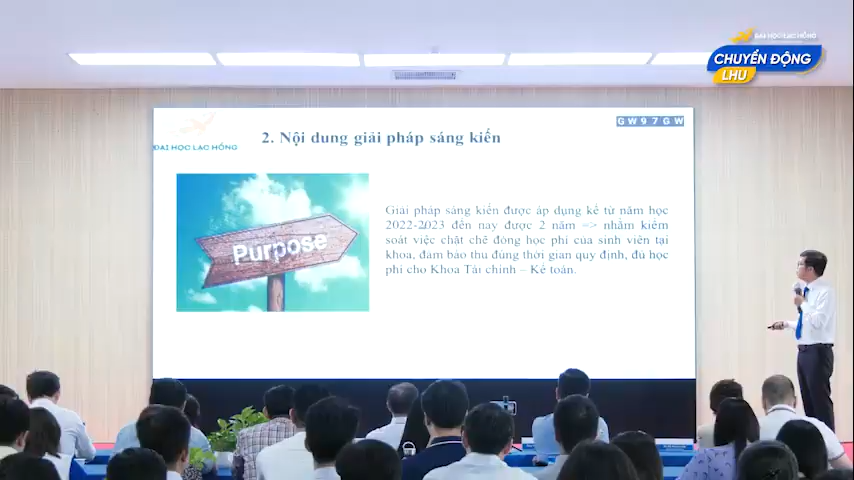 ĐẠI HỌC LẠC HỒNG
CHUYỂN ĐỘNG
LHU
GW97GW
ĐẠI HỌC LẠC HỒNG
2. Nội dung giải pháp sáng kiến
Purpose
Giải pháp sáng kiến được áp dụng kể từ năm học
2022-2023 đến nay được 2 năm => nhằm kiểm
soát việc chặt chẽ đóng học phí của sinh viên tại
khoa, đảm bảo thu đúng thời gian quy định, đủ học
phí cho Khoa Tài chính – Kế toán.